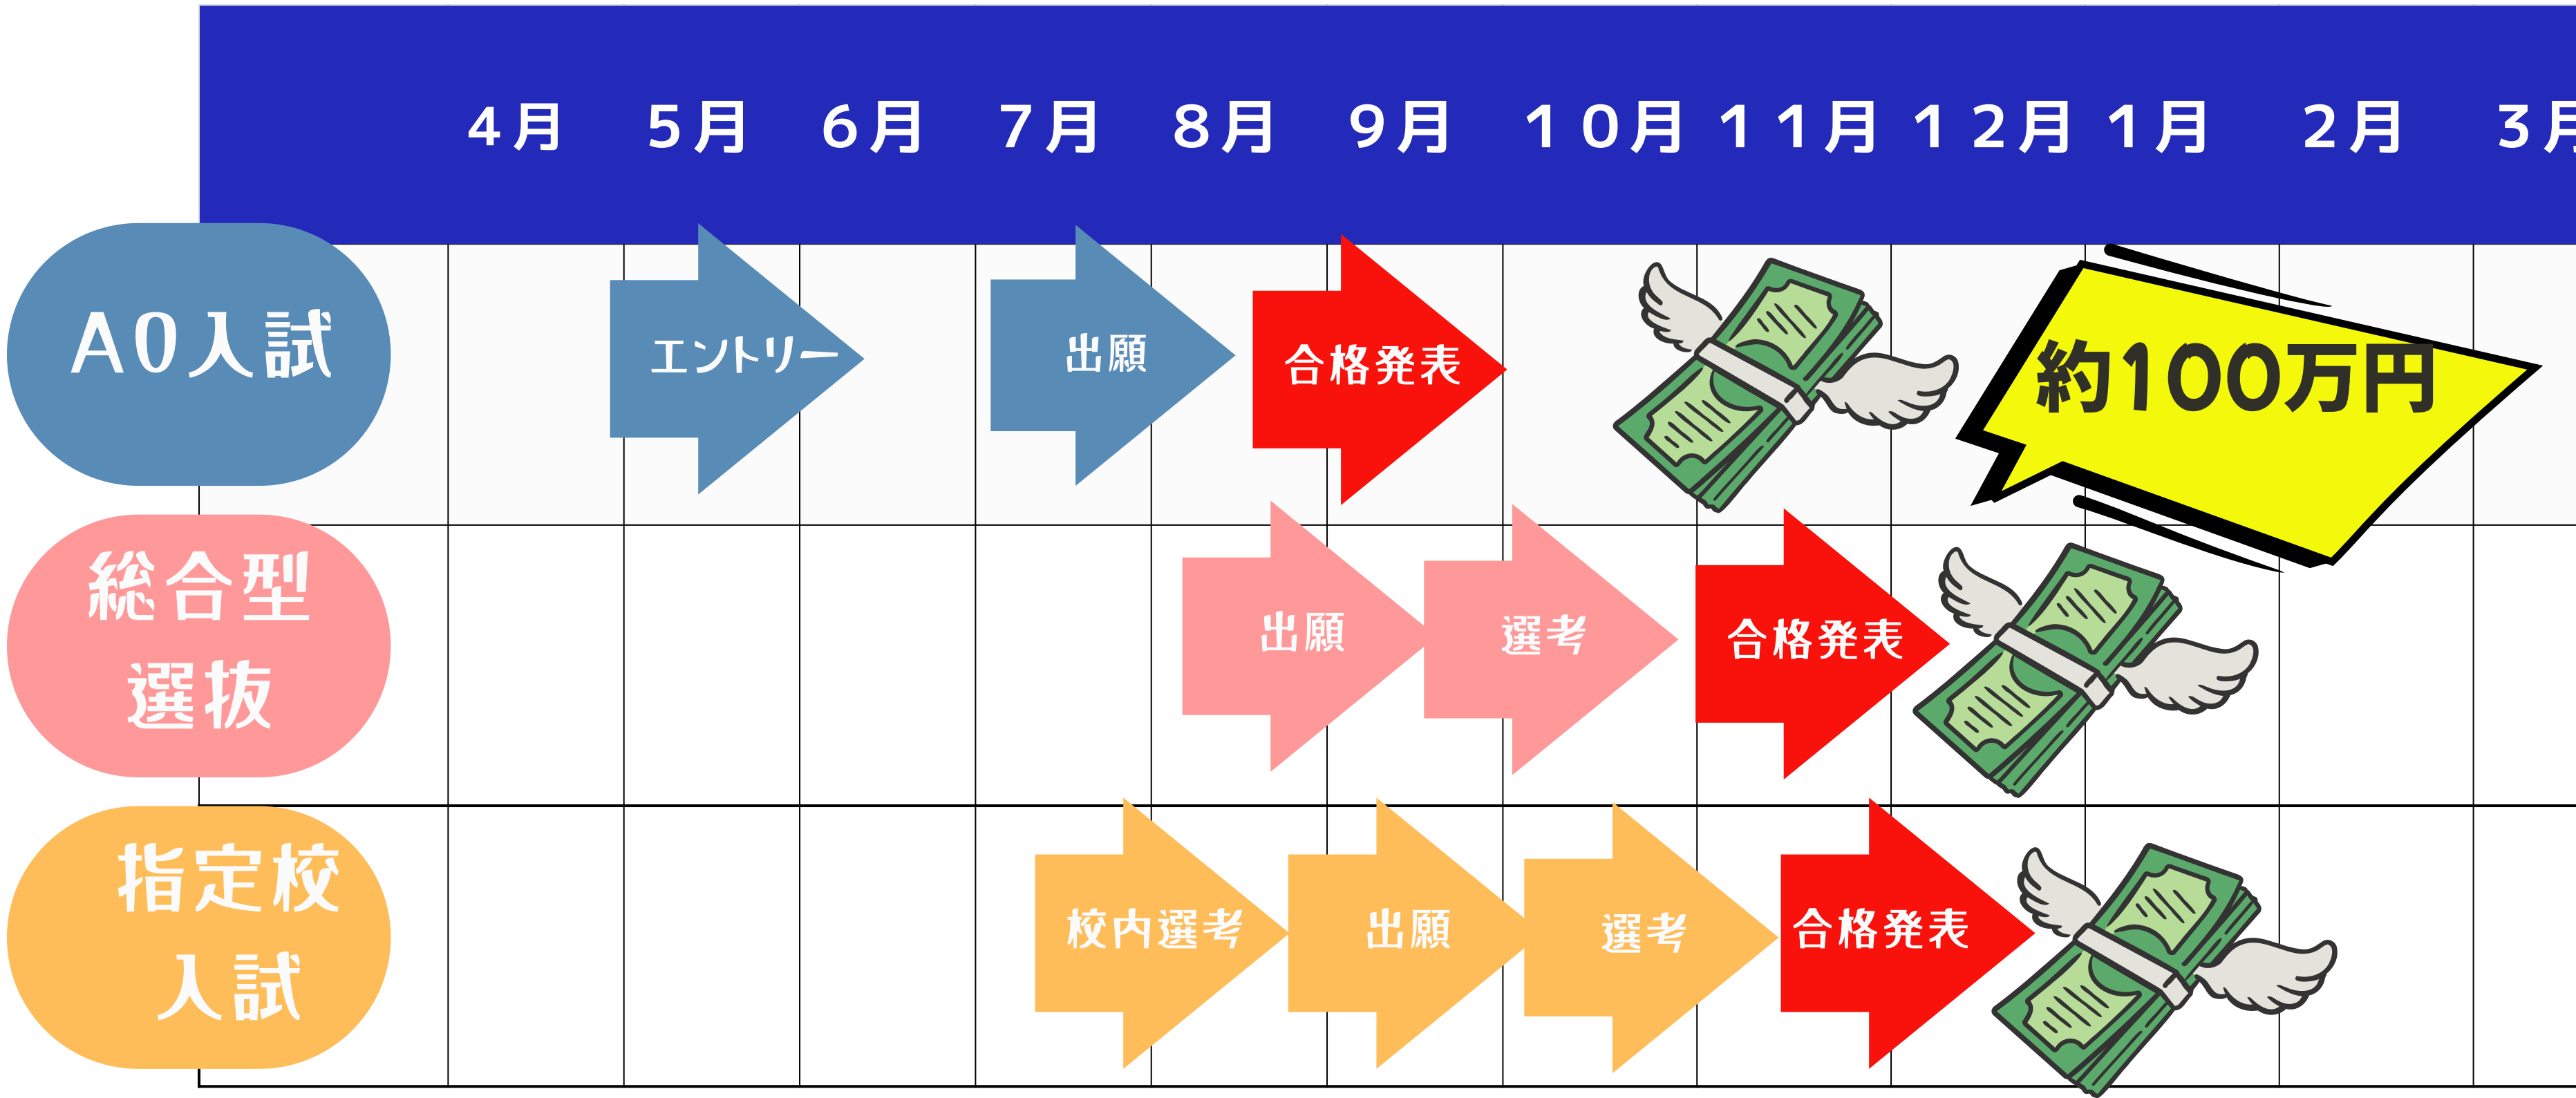 4月 5月 6月 7月 8月 9月 10月 11月 12月 1月 2月 3月
AO入試
エントリー
出願
合格発表
約100万円
総合型
選抜
出願
選考
合格発表
指定校
入試
校内選考
出願
選考
合格発表